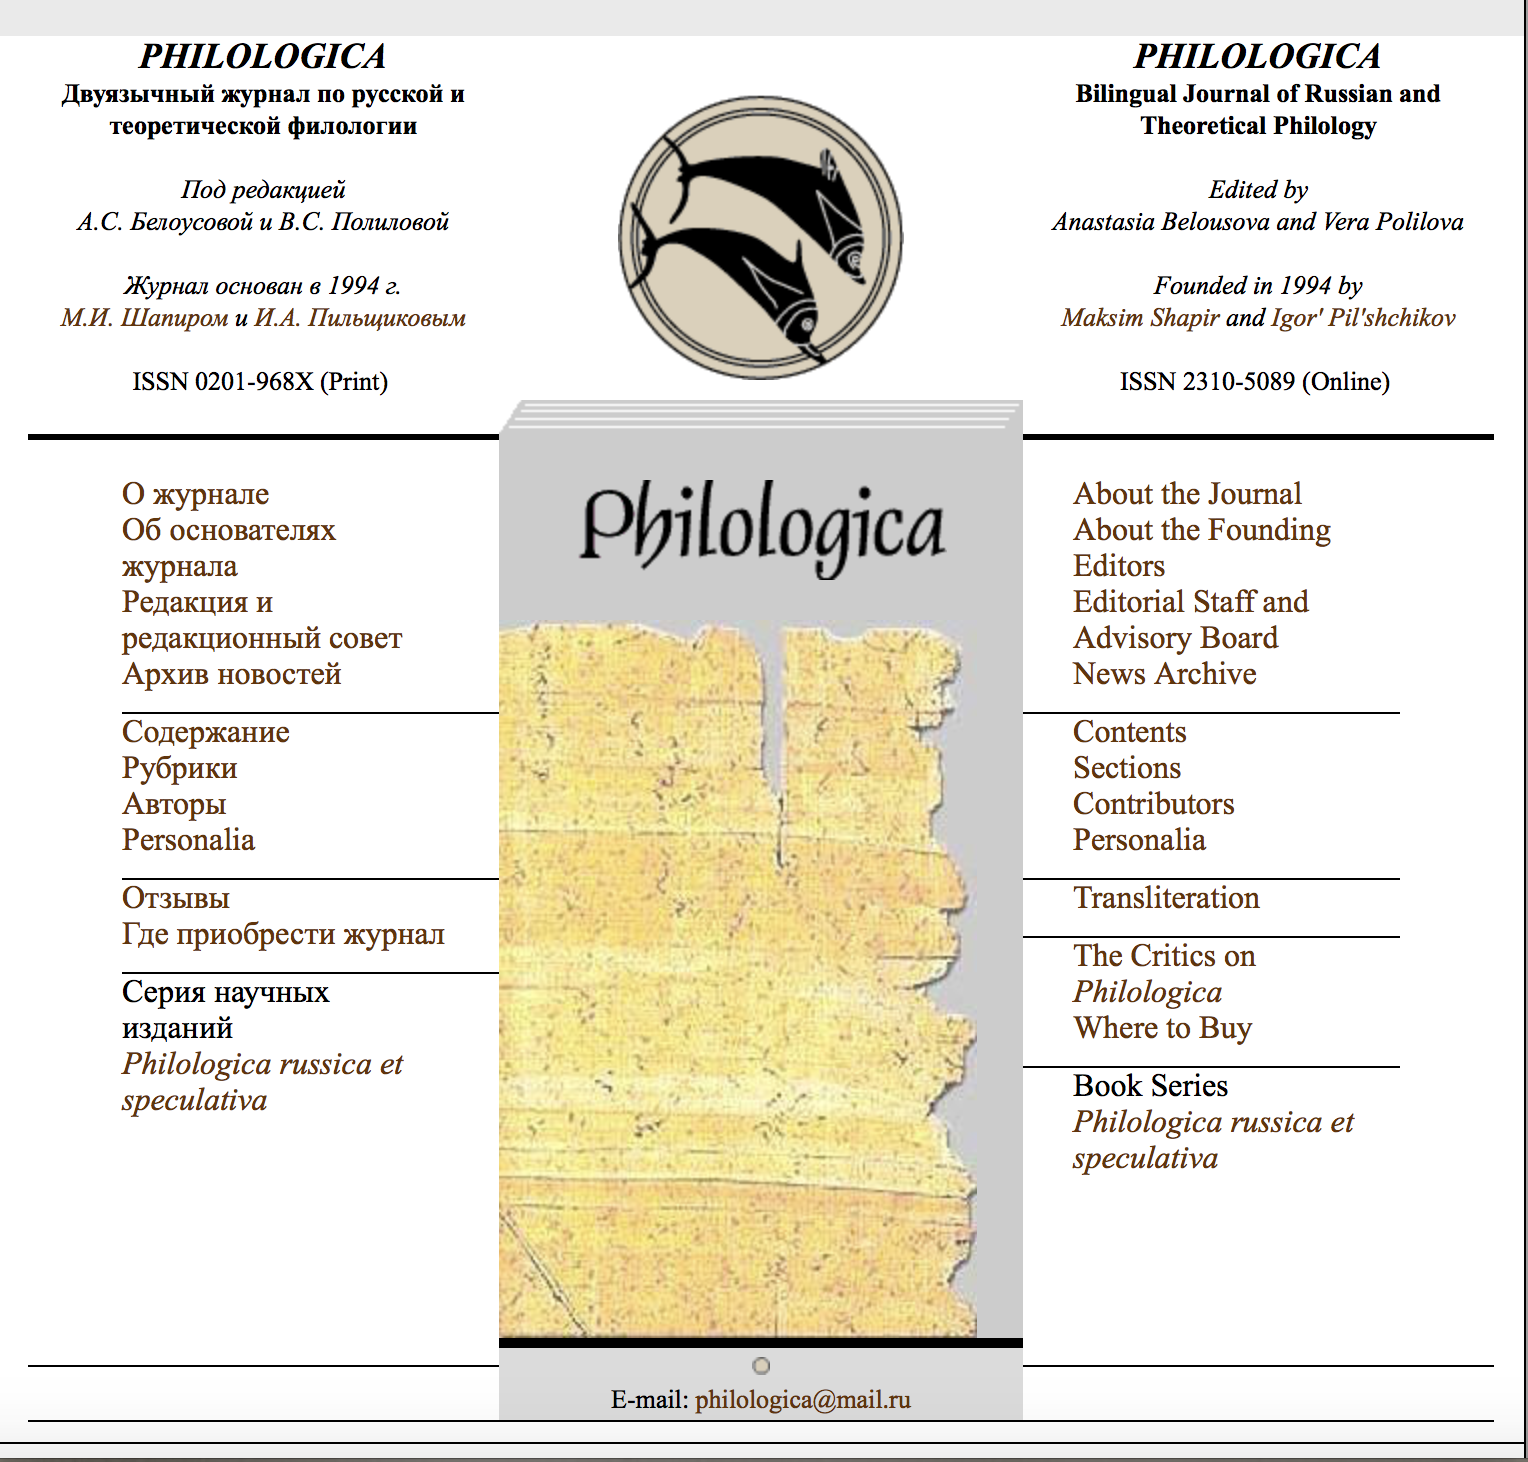 PHILOLOGICA
Двуязычный журнал по русской и
теоретической филологии
Под редакцией
А.С. Белоусовой и В.С. Полиловой
Журнал основан в 1994 г.
М.И. Шапиром и И.А. Пильщиковым
ISSN 0201-968X (Print)
PHILOLOGICA
Bilingual Journal of Russian and
Theoretical Philology
Edited by
Anastasia Belousova and Vera Polilova
Founded in 1994 by
Maksim Shapir and Igor' Pil'shchikov
ISSN 2310-5089 (Online)
О журнале
Об основателях
журнала
Редакция и
редакционный совет
Архив новостей
Содержание
Рубрики
Авторы
Personalia
Отзывы
Где приобрести журнал
Серия научных
изданий
Philologica russica et
speculativa
Philologica
About the Journal
About the Founding
Editors
Editorial Staff and
Advisory Board
News Archive
Contents
Sections
Contributors
Personalia
Transliteration
The Critics on
Philologica
Where to Buy
Book Series
Philologica russica et
speculativa
E-mail: philologica@mail.ru